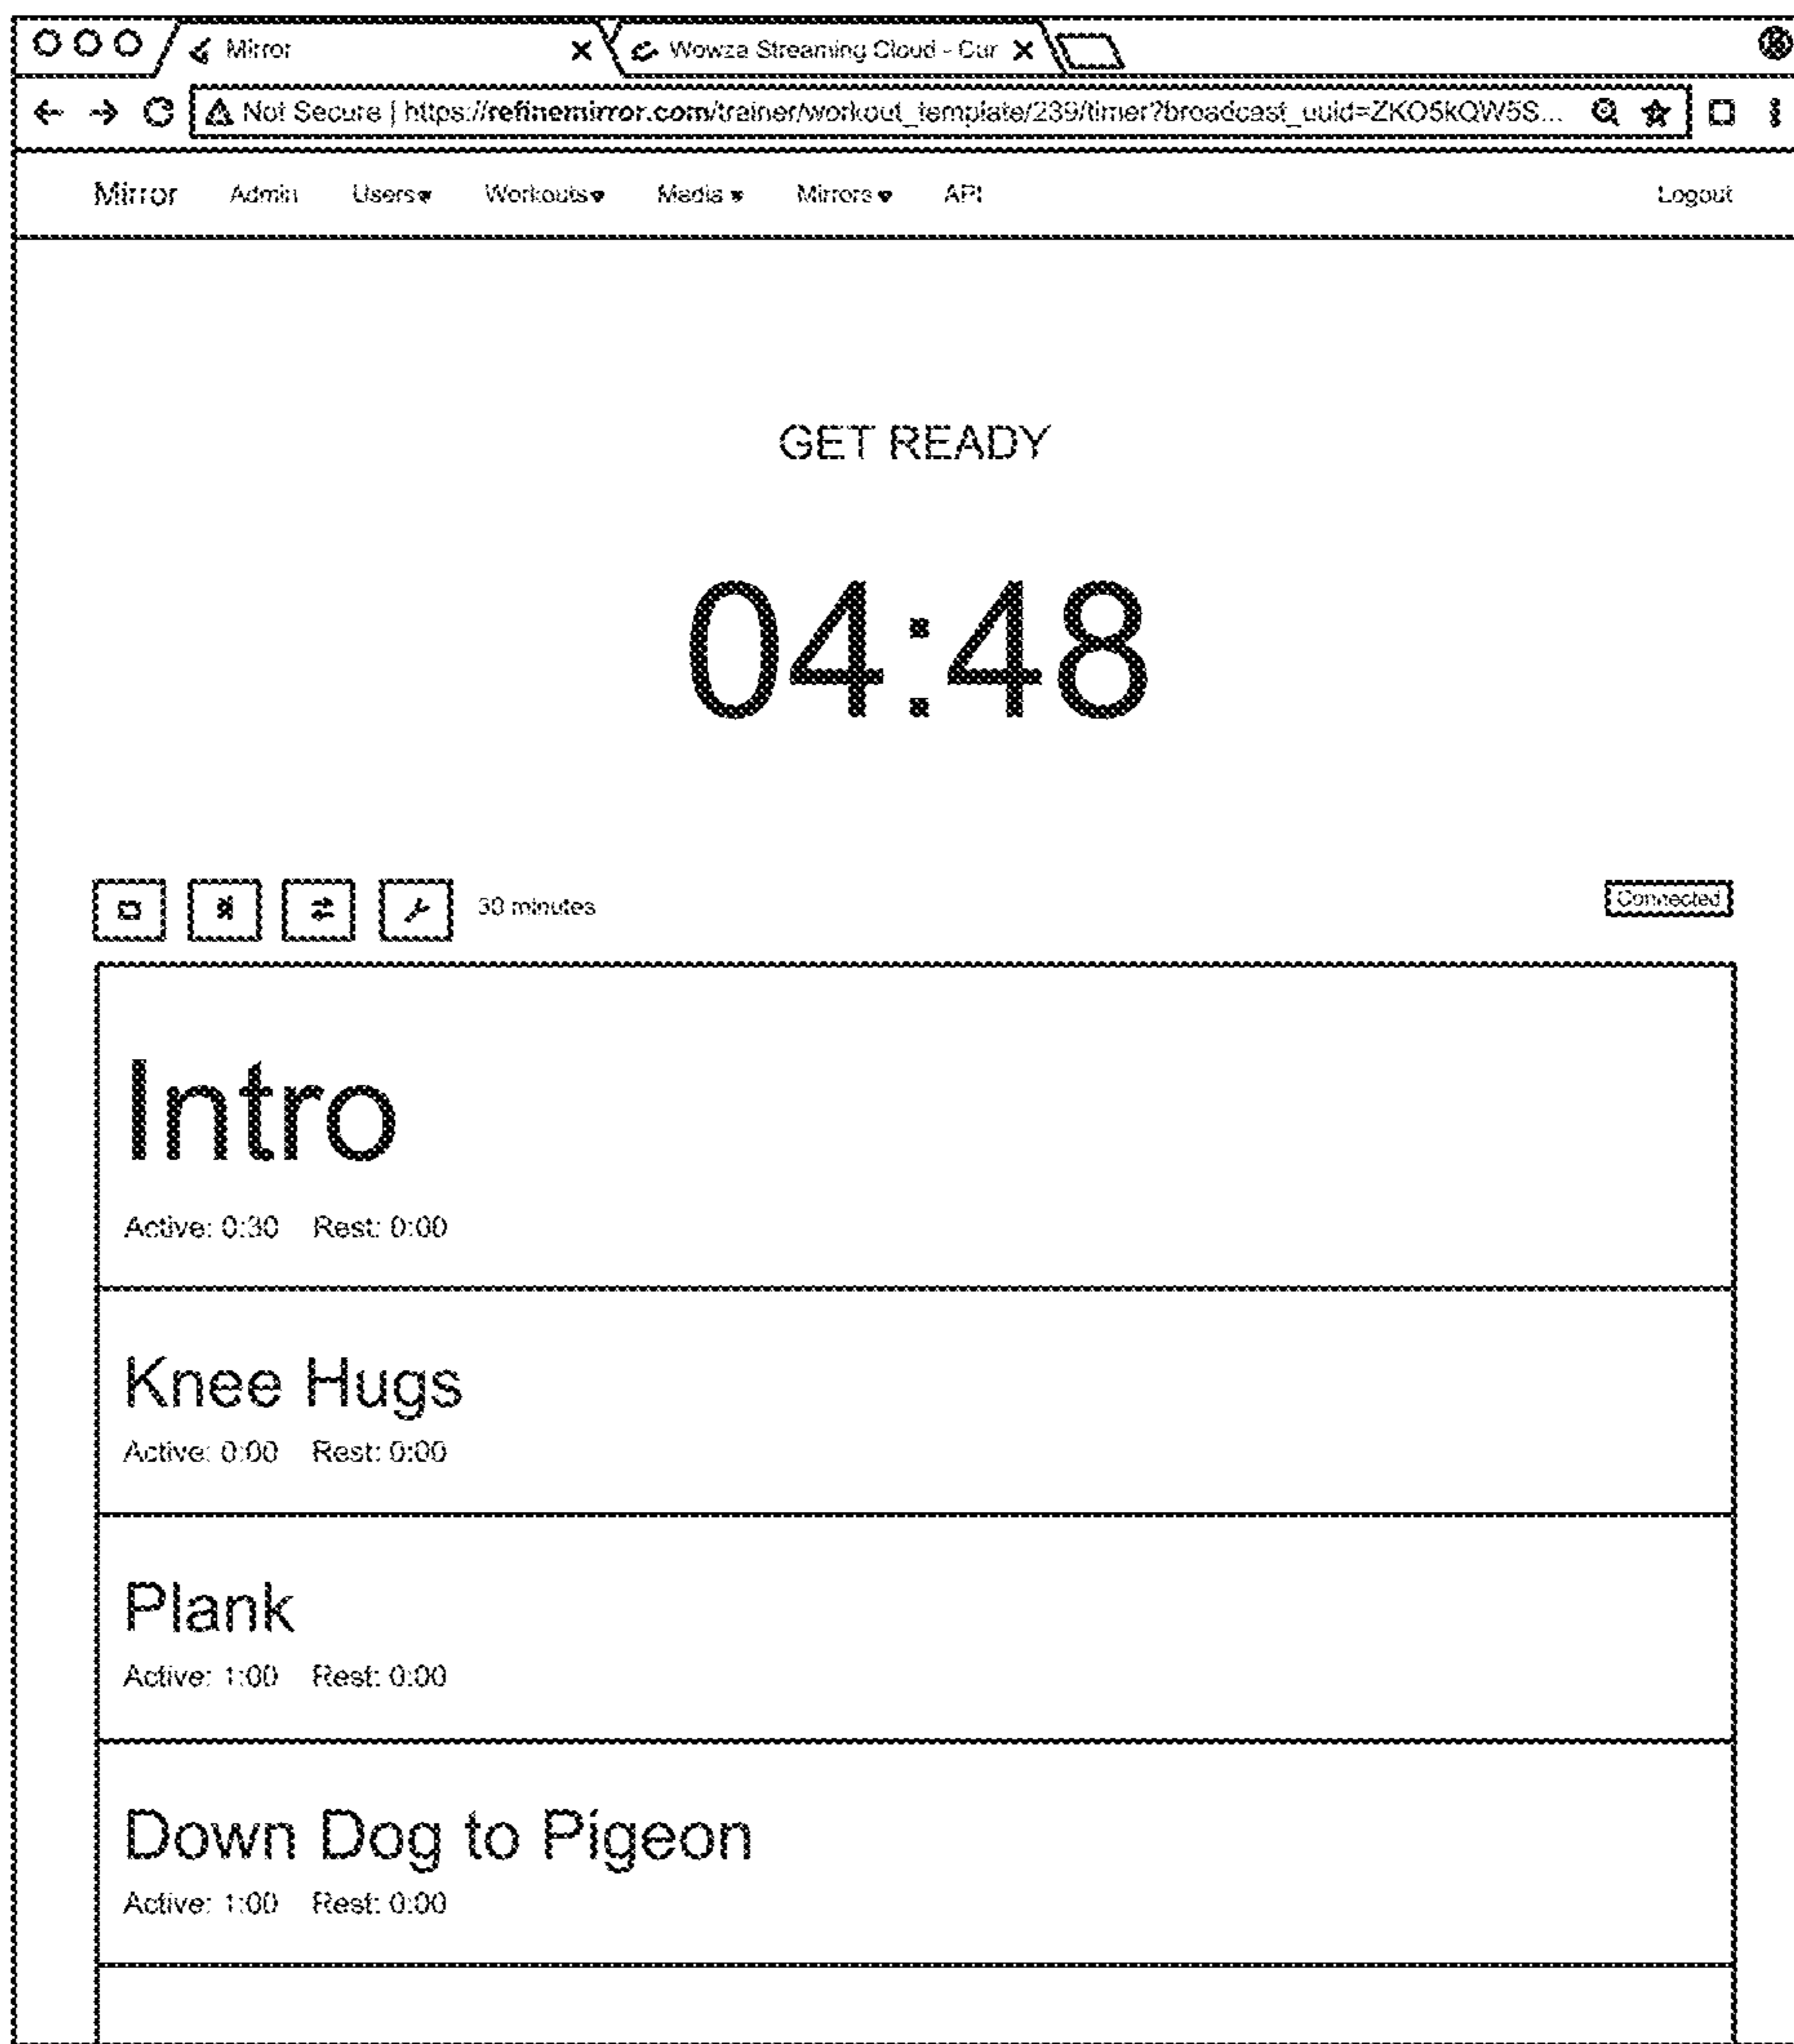 Mirror
Wowza Streaming Cloud - Cur
Not Secure | https://refinemirror.com/trainer/workout_template/239/timer?broadcast_uuid=ZKO5kQW5S...
Mirror Admin Users Workouts Media Mirrors API Logout
GET READY
04:48
30 minutes
Connected
Intro
Active: 0:30 Rest: 0:00
Knee Hugs
Active: 0:00 Rest: 0:00
Plank
Active: 1:00 Rest: 0:00
Down Dog to Pigeon
Active: 1:00 Rest: 0:00